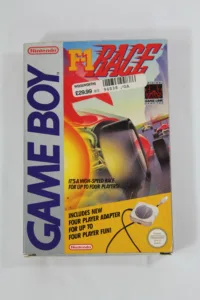 Nintendo
F1
RACE
£29.90
GAME BOY
IT'S A HIGH-SPEED RACE
FOR UP TO FOUR PLAYERS!
INCLUDES NEW
FOUR PLAYER ADAPTER
FOR UP TO
FOUR PLAYER FUN!
Nintendo